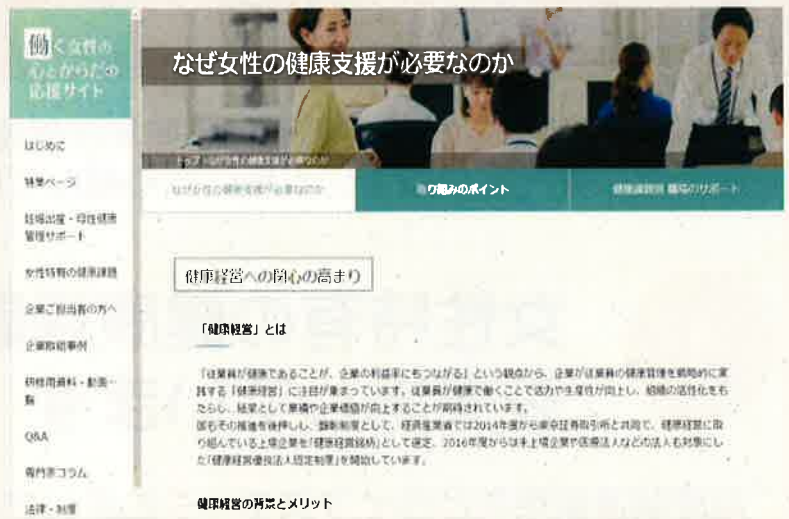 働く女性の
心とからだの
応援サイト
はじめに
特集ページ
妊娠出産・母性健康
管理サポート
女性特有の健康課題
企業ご担当者の方へ
企業取組事例
研修用資料・動画一
覧
Q&A
専門家コラム
法律・制度
なぜ女性の健康支援が必要なのか
トップ >なぜ女性の健康支援が必要なのか
なぜ女性の健康支援が必要なのか
取り組みのポイント
健康課題別 職場のサポート
健康経営への関心の高まり
「健康経営」とは
「従業員が健康であることが、企業の利益率にもつながる」という観点から、企業が従業員の健康管理を戦略的に実
践する「健康経営」に注目が集まっています。従業員が健康で働くことで活力や生産性が向上し、組織の活性化をも
たらし、結果として業績や企業価値が向上することが期待されています。
国もその推進を後押しし、顕彰制度として、経済産業省では2014年度から東京証券取引所と共同で、健康経営に取
り組んでいる上場企業を「健康経営銘柄」として選定、2016年度からは未上場企業や医療法人などの法人も対象にし
た「健康経営優良法人認定制度」を開始しています。
健康経営の背景とメリット